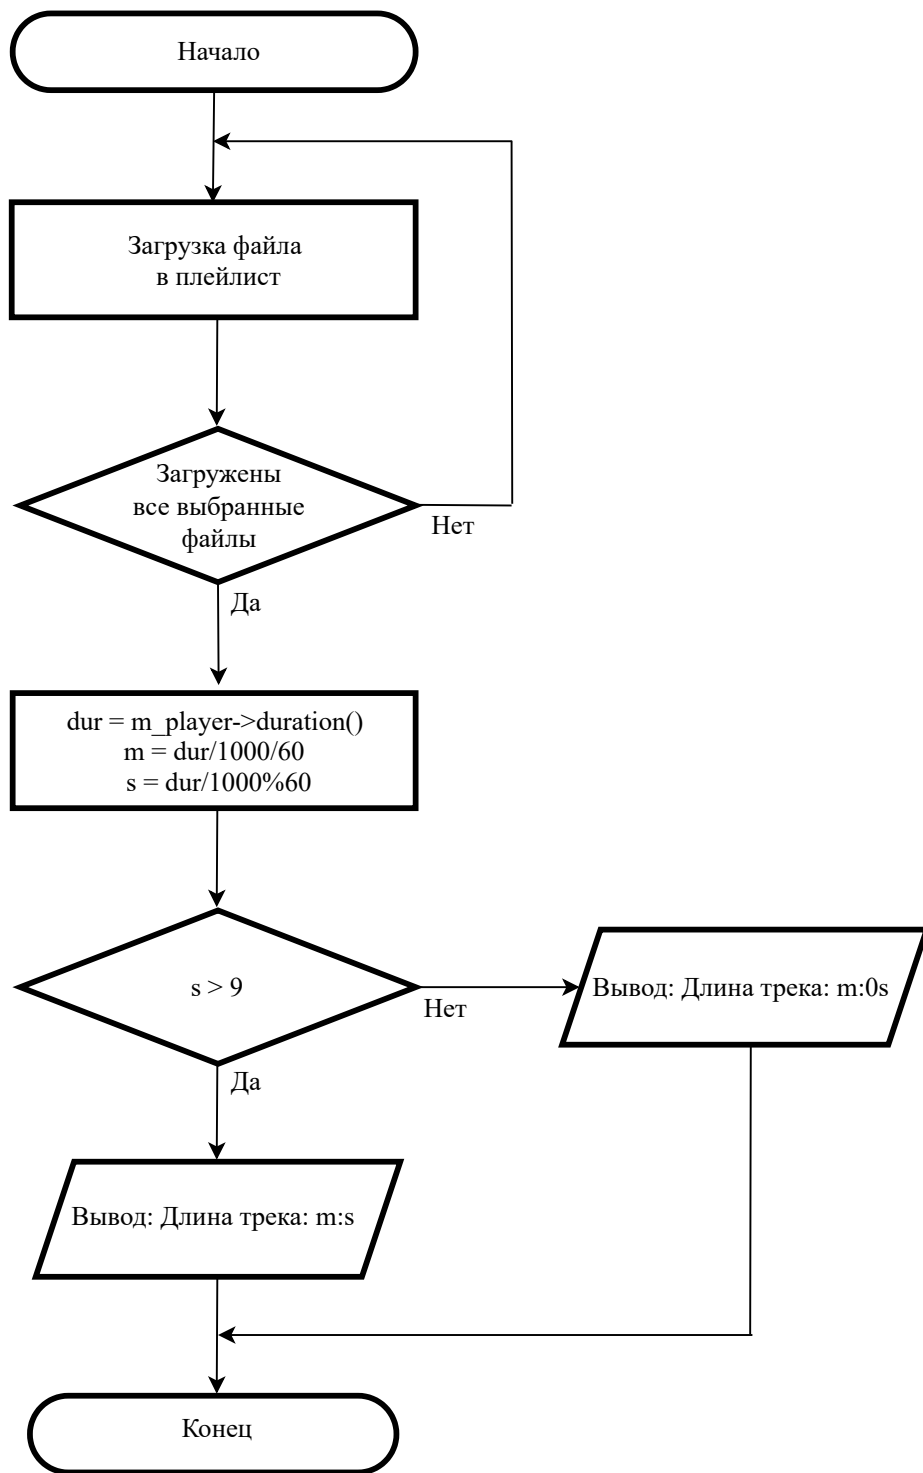 Начало
Загрузка файла
в плейлист
Загружены
все выбранные
файлы
Нет
Да
dur = m_player->duration()
m = dur/1000/60
s = dur/1000%60
s > 9
Нет
Вывод: Длина трека: m:0s
Да
Вывод: Длина трека: m:s
Конец